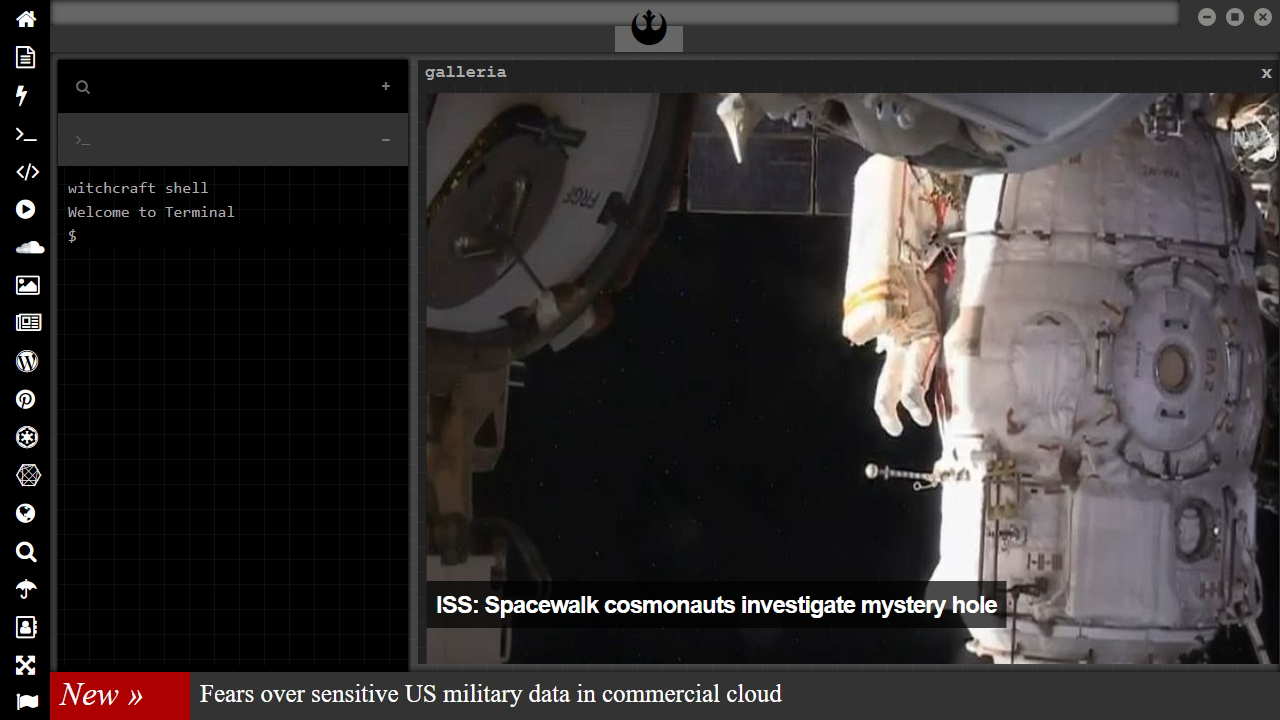 galleria
x
+
>_
−
witchcraft shell
Welcome to Terminal
$
FRGF
ISS: Spacewalk cosmonauts investigate mystery hole
New »
Fears over sensitive US military data in commercial cloud